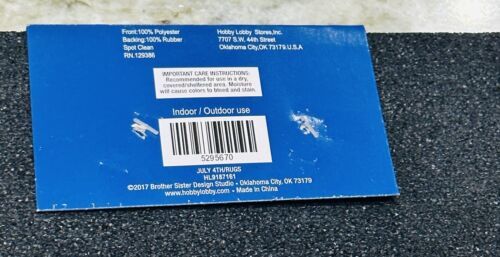 Front:100% Polyester
Backing:100% Rubber
Spot Clean
RN.129386
Hobby Lobby Stores,Inc.
7707 S.W. 44th Street
Oklahoma City,OK 73179.U.S.A
IMPORTANT CARE INSTRUCTIONS:
Recommended for use in a dry,
covered/sheltered area. Moisture
will cause colors to bleed and stain.
Indoor / Outdoor use
5295670
JULY 4TH/RUGS
HL9187161
©2017 Brother Sister Design Studio • Oklahoma City, OK 73179
www.hobbylobby.com • Made in China